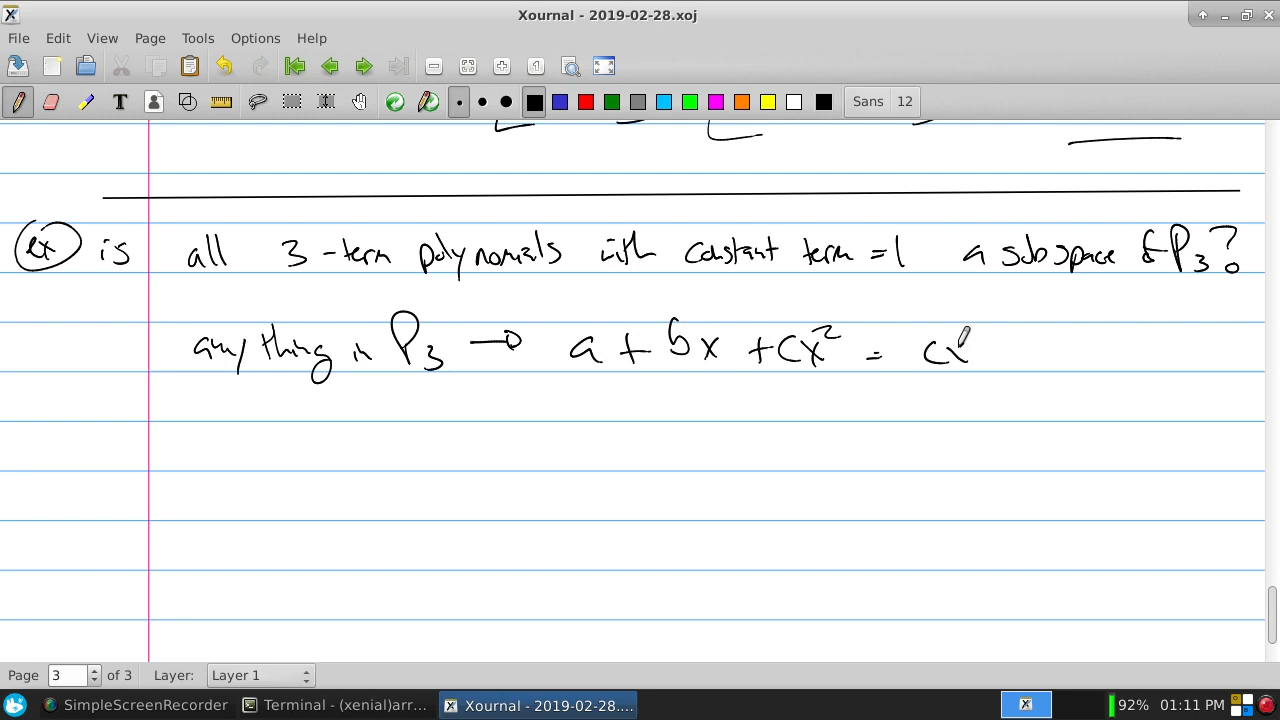 Xournal - 2019-02-28.xoj
File Edit View Page Tools Options Help
Sans 12
ex is all 3-term polynomials with constant term = 1 a subspace of P₃?
anything in P₃ → a + bx + cx² = cx
Page 3 of 3 Layer: Layer 1
SimpleScreenRecorder Terminal - (xenial)arr... Xournal - 2019-02-28.... 92% 01:11 PM